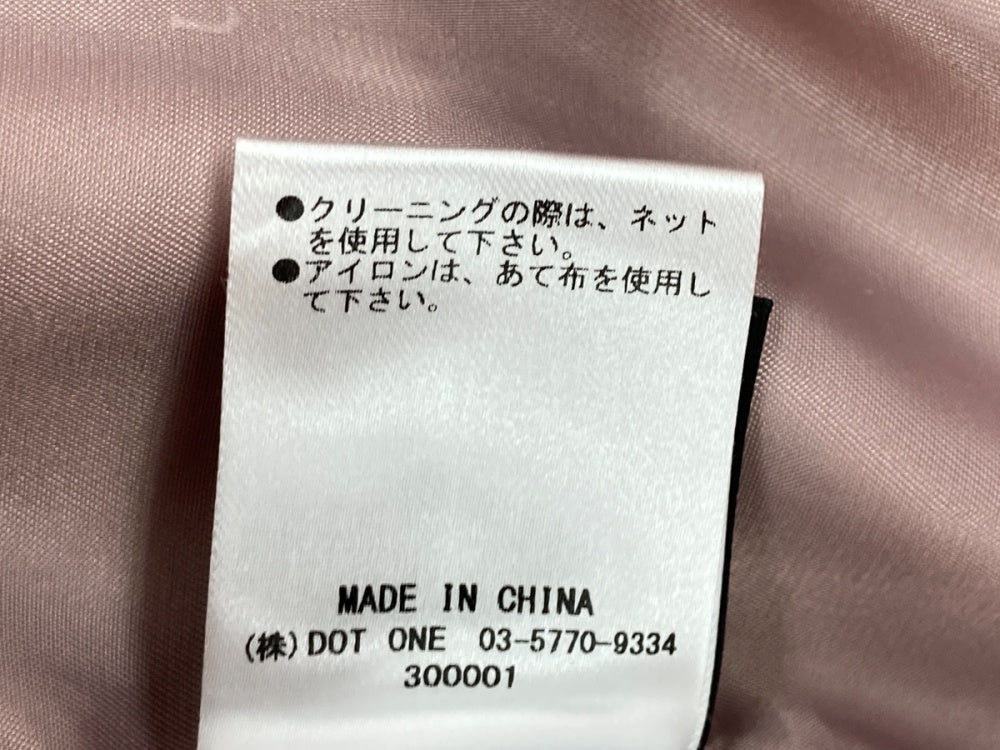 ●クリーニングの際は、ネット
を使用して下さい。
●アイロンは、あて布を使用し
て下さい。
MADE IN CHINA
(株)DOT ONE 03-5770-9334
300001